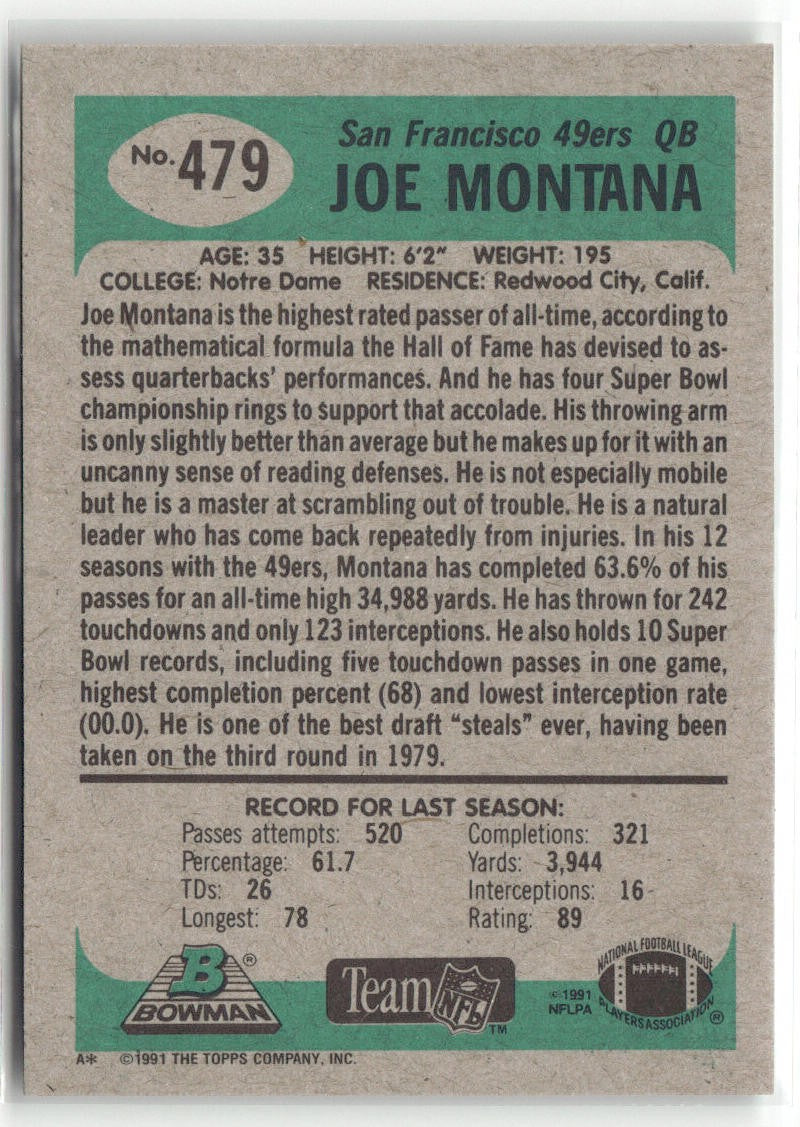 No. 479
San Francisco 49ers QB
JOE MONTANA
AGE: 35 HEIGHT: 6'2" WEIGHT: 195
COLLEGE: Notre Dame RESIDENCE: Redwood City, Calif.
Joe Montana is the highest rated passer of all-time, according to
the mathematical formula the Hall of Fame has devised to as-
sess quarterbacks' performances. And he has four Super Bowl
championship rings to support that accolade. His throwing arm
is only slightly better than average but he makes up for it with an
uncanny sense of reading defenses. He is not especially mobile
but he is a master at scrambling out of trouble. He is a natural
leader who has come back repeatedly from injuries. In his 12
seasons with the 49ers, Montana has completed 63.6% of his
passes for an all-time high 34,988 yards. He has thrown for 242
touchdowns and only 123 interceptions. He also holds 10 Super
Bowl records, including five touchdown passes in one game,
highest completion percent (68) and lowest interception rate
(00.0). He is one of the best draft "steals" ever, having been
taken on the third round in 1979.
RECORD FOR LAST SEASON:
Passes attempts: 520 Completions: 321
Percentage: 61.7 Yards: 3,944
TDs: 26 Interceptions: 16
Longest: 78 Rating: 89
B®
BOWMAN
Team NFL™
©1991
NFLPA
NATIONAL FOOTBALL LEAGUE
PLAYERS ASSOCIATION®
A* ©1991 THE TOPPS COMPANY, INC.